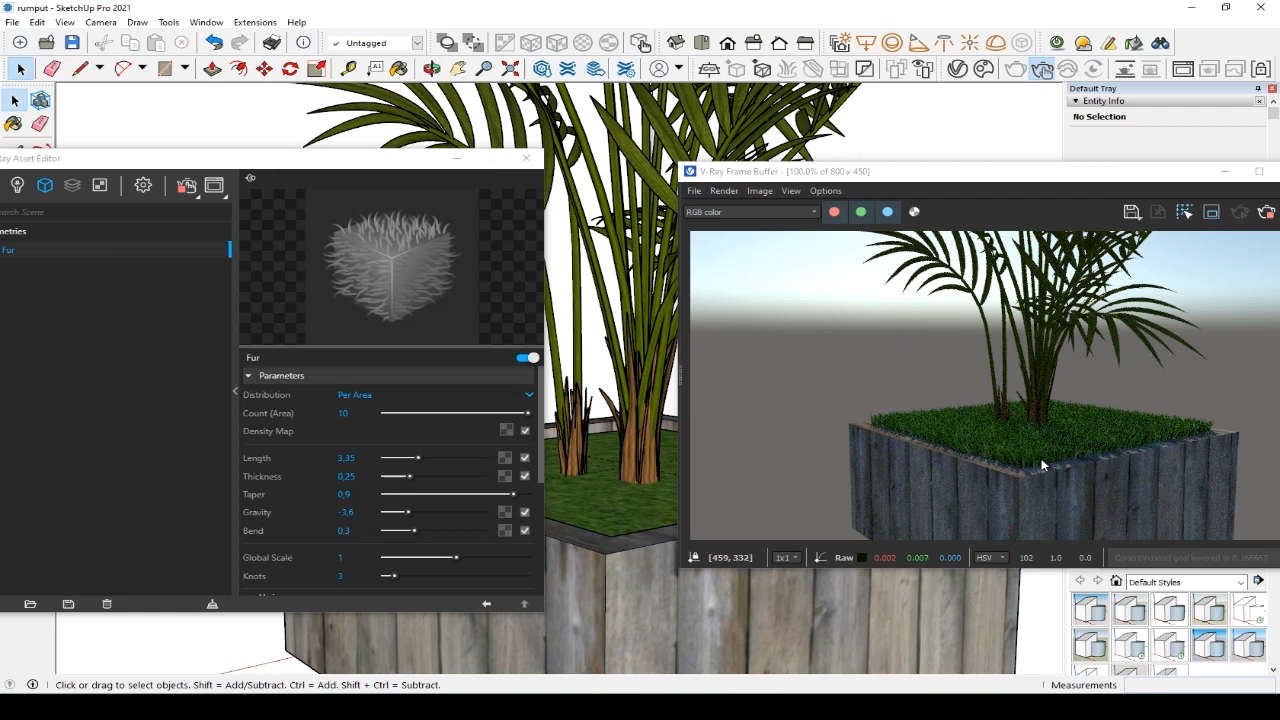 rumput - SketchUp Pro 2021
File Edit View Camera Draw Tools Window Extensions Help
Untagged
Default Tray
Entity Info
No Selection
Ray Asset Editor
earch Scene
metries
Fur
Fur
Parameters
Distribution Per Area
Count (Area) 10
Density Map
Length 3,35
Thickness 0,25
Taper 0,9
Gravity -3,6
Bend 0,3
Global Scale 1
Knots 3
V-Ray Frame Buffer - [100.0% of 800 x 450]
File Render Image View Options
RGB color
[459, 332] 1x1 Raw 0.002 0.007 0.000 HSV 102 1.0 0.0
Default Styles
Click or drag to select objects. Shift = Add/Subtract. Ctrl = Add. Shift + Ctrl = Subtract.
Measurements